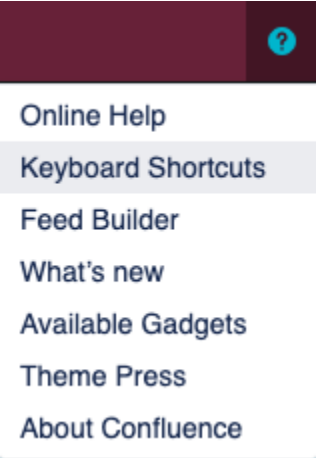 ?
Online Help
Keyboard Shortcuts
Feed Builder
What’s new
Available Gadgets
Theme Press
About Confluence